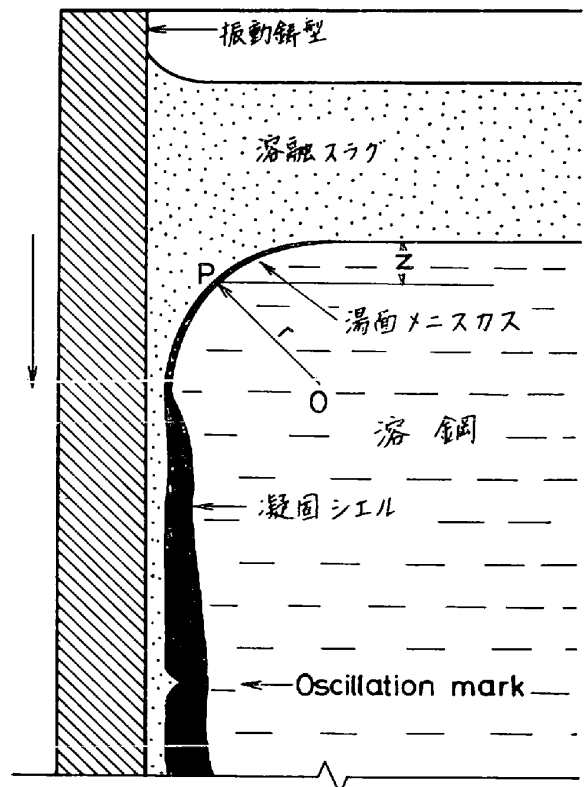 振動鋳型
溶融スラグ
P
Z
湯面メニスカス
r
O
溶鋼
凝固シエル
Oscillation mark